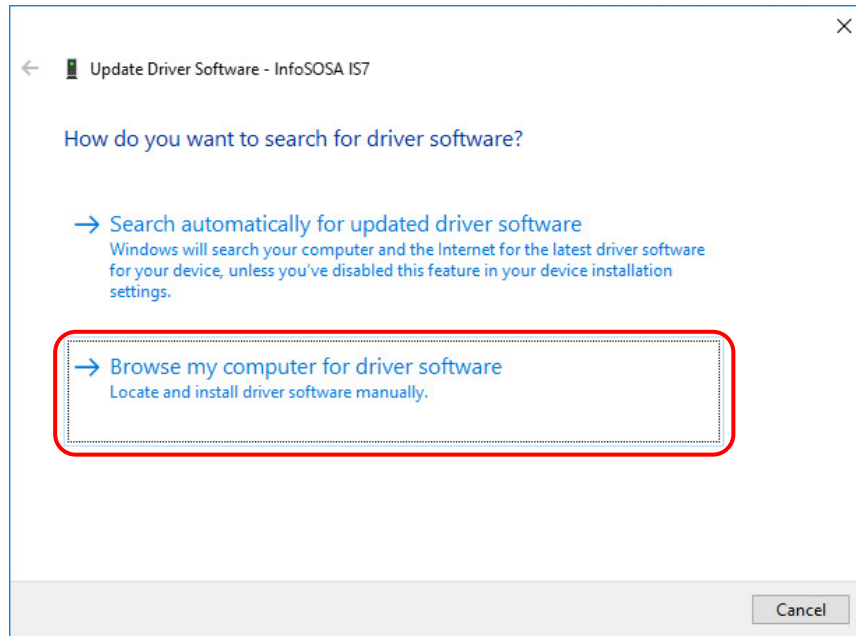 Update Driver Software - InfoSOSA IS7
How do you want to search for driver software?
Search automatically for updated driver software
Windows will search your computer and the Internet for the latest driver software
for your device, unless you've disabled this feature in your device installation
settings.
Browse my computer for driver software
Locate and install driver software manually.
Cancel